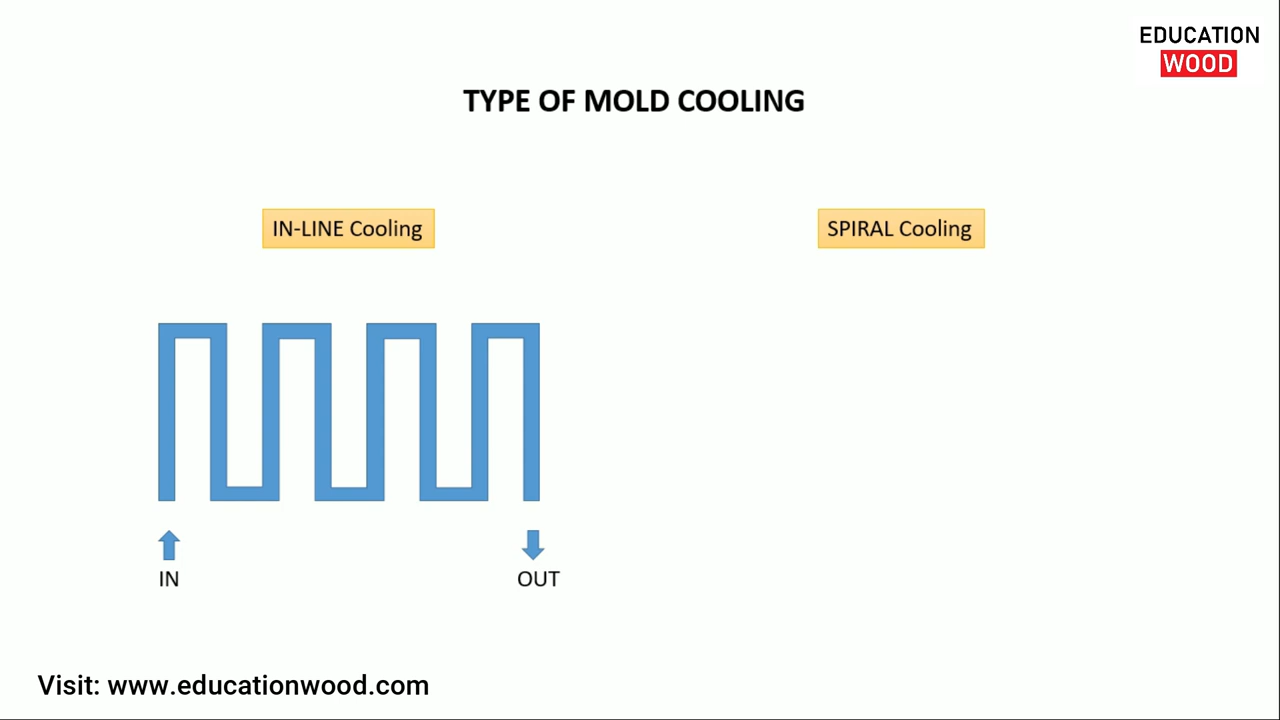 EDUCATION
WOOD
TYPE OF MOLD COOLING
IN-LINE Cooling
SPIRAL Cooling
IN
OUT
Visit: www.educationwood.com